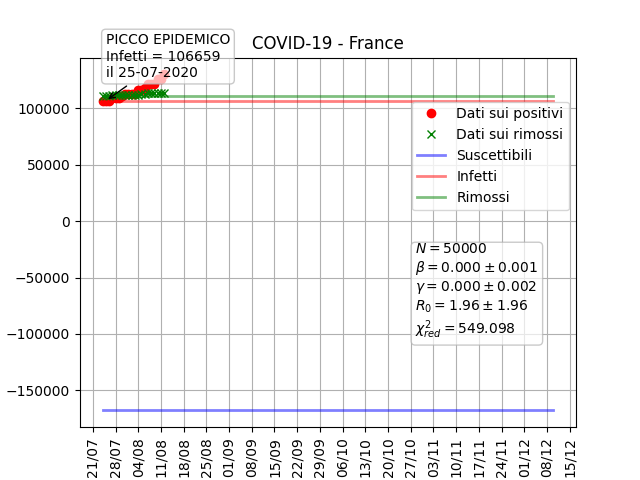 COVID-19 - France
PICCO EPIDEMICO
Infetti = 106659
il 25-07-2020
100000
50000
0
−50000
−100000
−150000
Dati sui positivi
Dati sui rimossi
Suscettibili
Infetti
Rimossi
N = 50000
β = 0.000 ± 0.001
γ = 0.000 ± 0.002
R₀ = 1.96 ± 1.96
χ²red = 549.098
21/07
28/07
04/08
11/08
18/08
25/08
01/09
08/09
15/09
22/09
29/09
06/10
13/10
20/10
27/10
03/11
10/11
17/11
24/11
01/12
08/12
15/12